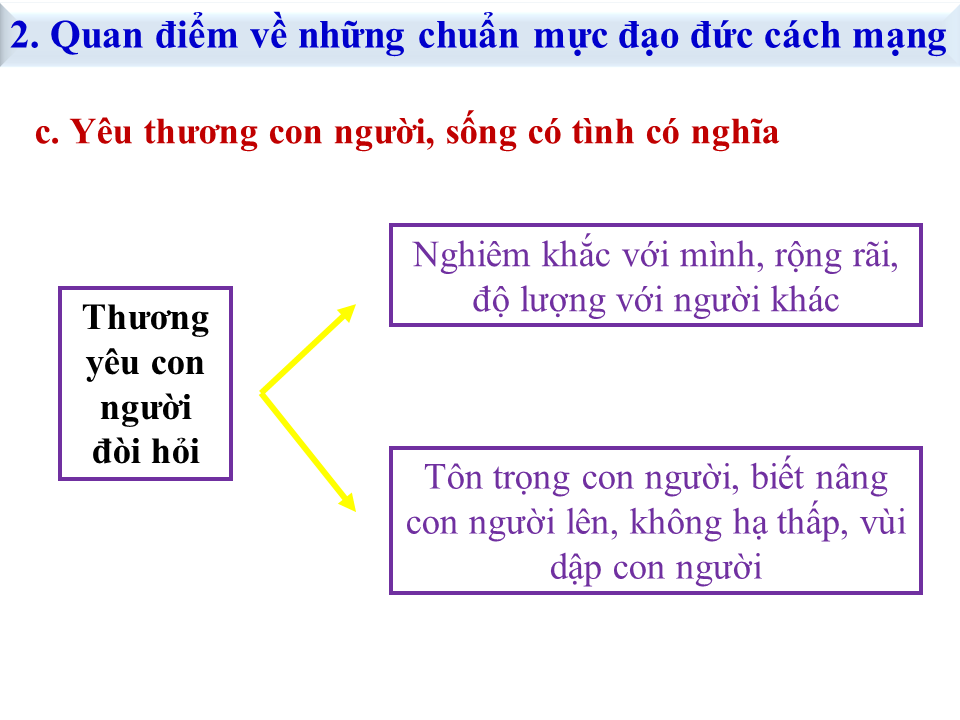 2. Quan điểm về những chuẩn mực đạo đức cách mạng
c. Yêu thương con người, sống có tình có nghĩa
Thương
yêu con
người
đòi hỏi
Nghiêm khắc với mình, rộng rãi,
độ lượng với người khác
Tôn trọng con người, biết nâng
con người lên, không hạ thấp, vùi
dập con người